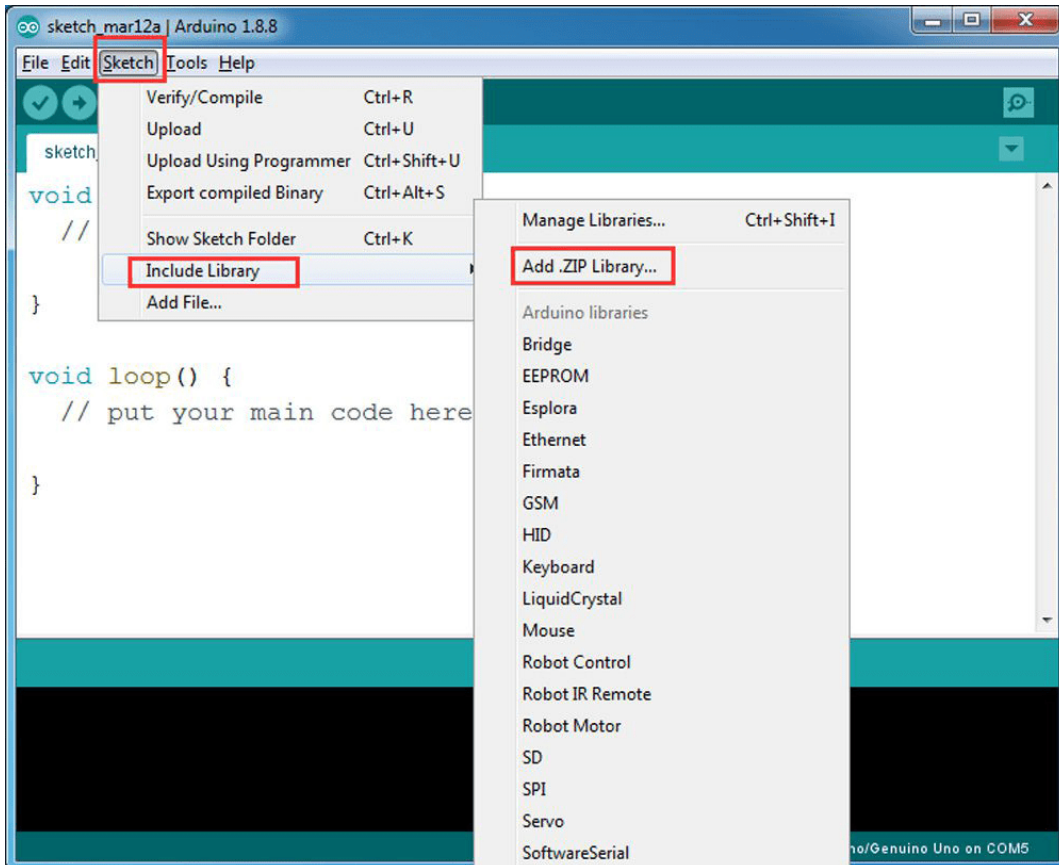 sketch_mar12a | Arduino 1.8.8
File Edit Sketch Tools Help
Verify/Compile Ctrl+R
Upload Ctrl+U
Upload Using Programmer Ctrl+Shift+U
Export compiled Binary Ctrl+Alt+S
Show Sketch Folder Ctrl+K
Include Library
Add File...
Manage Libraries... Ctrl+Shift+I
Add .ZIP Library...
Arduino libraries
Bridge
EEPROM
Esplora
Ethernet
Firmata
GSM
HID
Keyboard
LiquidCrystal
Mouse
Robot Control
Robot IR Remote
Robot Motor
SD
SPI
Servo
SoftwareSerial
sketch_
void
//
}
void loop() {
// put your main code here
}
no/Genuino Uno on COM5